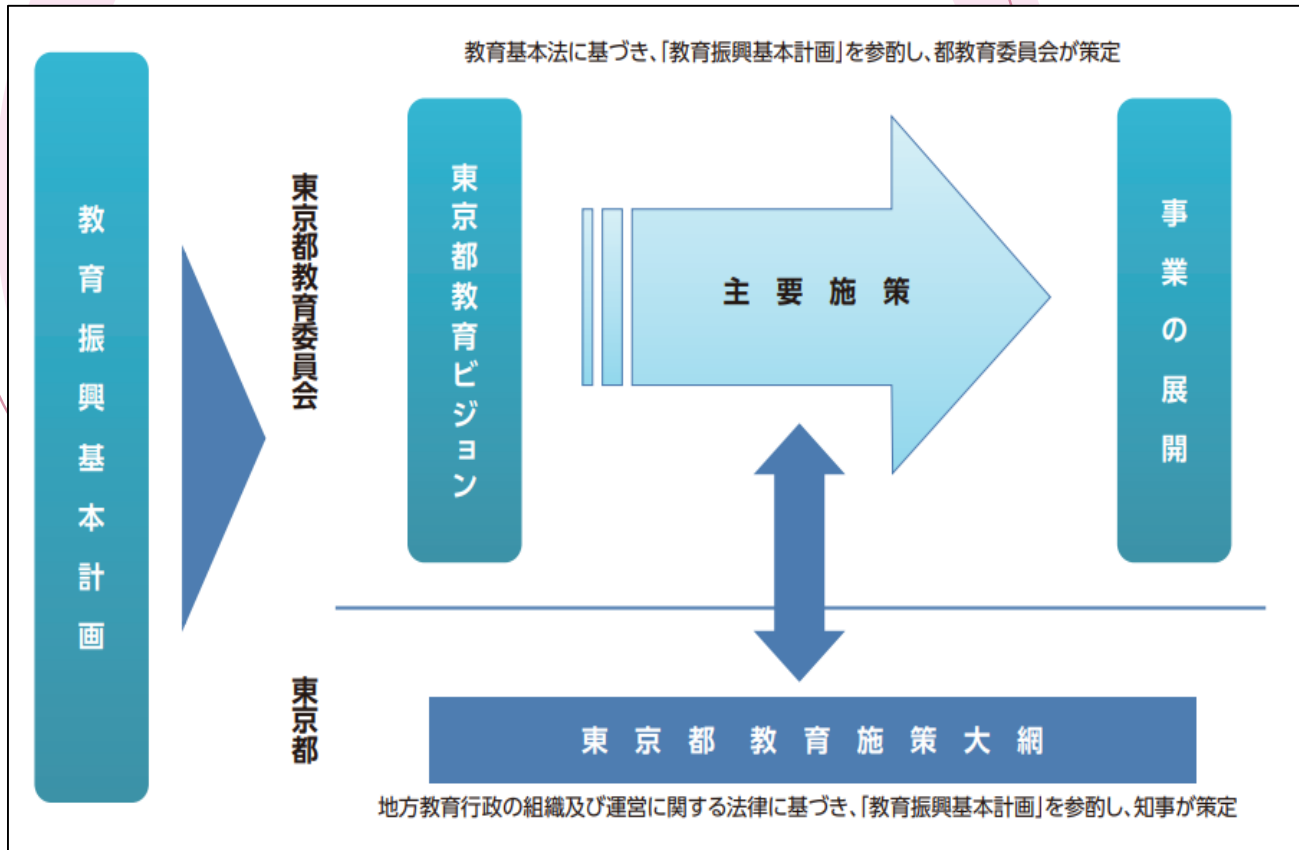 教育基本法に基づき、「教育振興基本計画」を参酌し、都教育委員会が策定
教育振興基本計画
東京都教育委員会
東京都教育ビジョン
主要施策
事業の展開
東京都
東京都教育施策大綱
地方教育行政の組織及び運営に関する法律に基づき、「教育振興基本計画」を参酌し、知事が策定